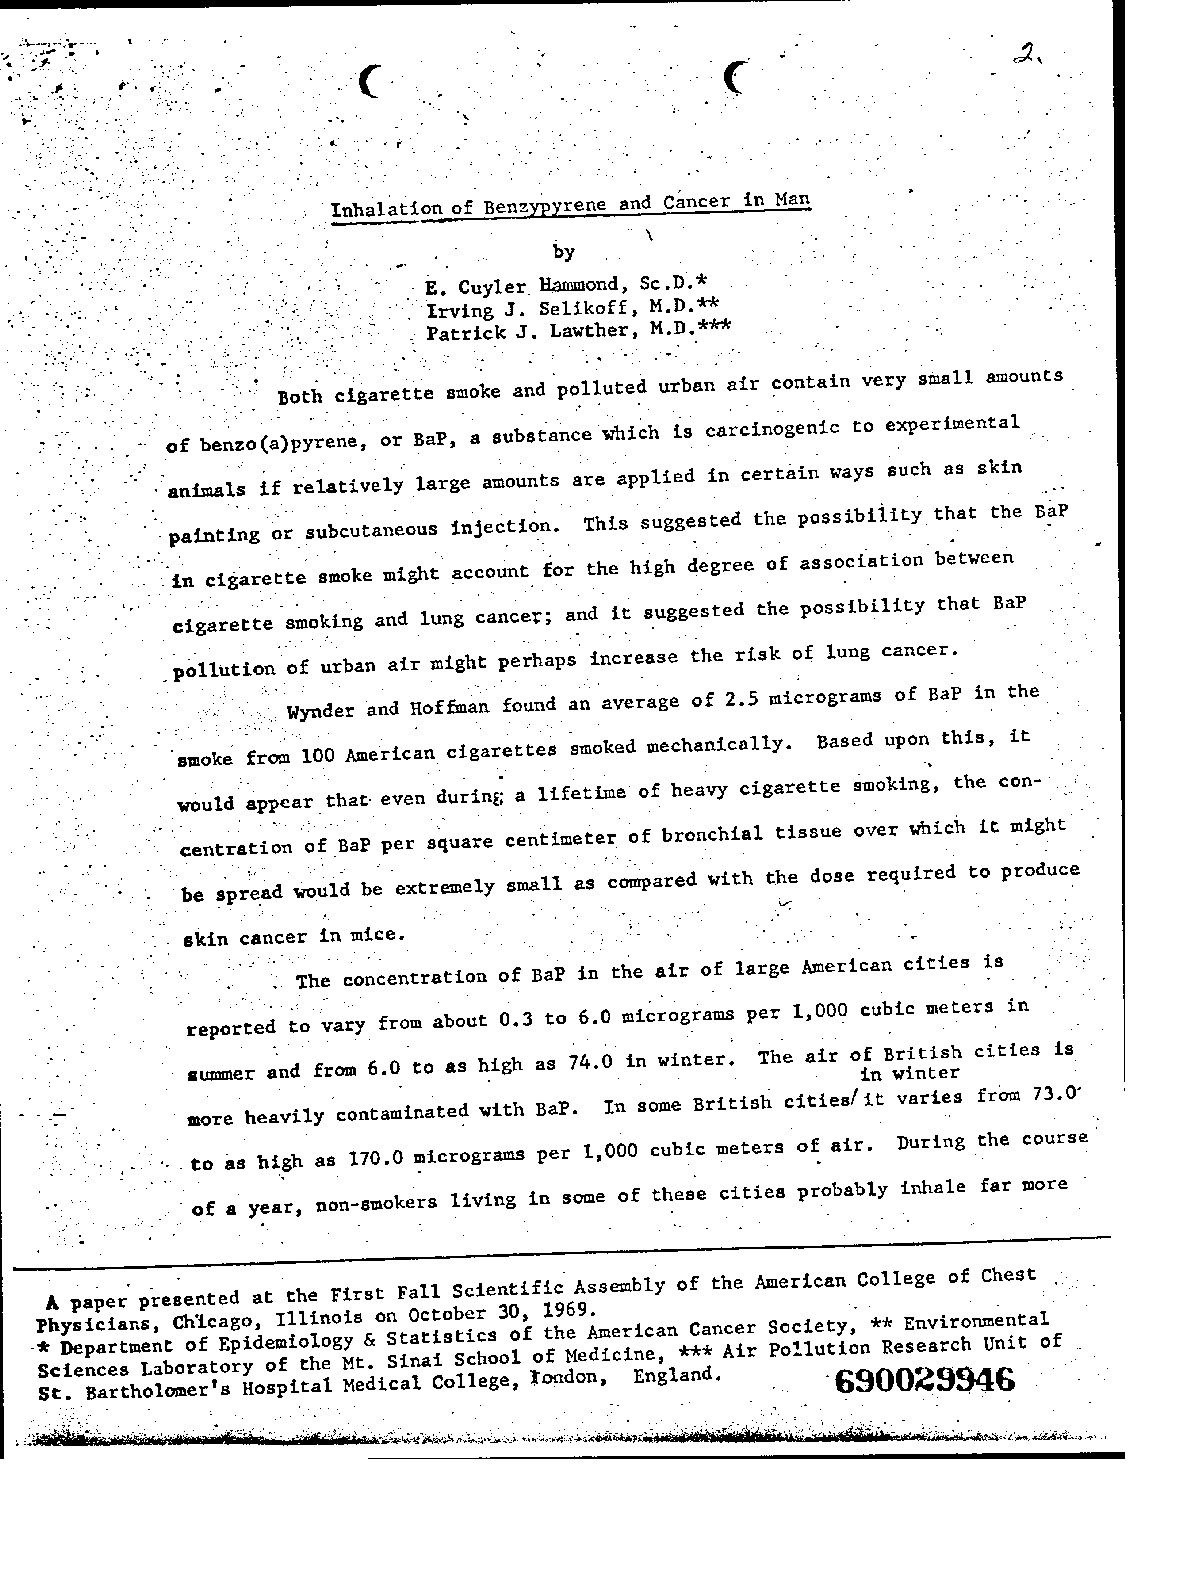 2.
Inhalation of Benzypyrene and Cancer in Man
by
E. Cuyler Hammond, Sc.D.*
Irving J. Selikoff, M.D.**
Patrick J. Lawther, M.D.***
Both cigarette smoke and polluted urban air contain very small amounts
of benzo(a)pyrene, or BaP, a substance which is carcinogenic to experimental
animals if relatively large amounts are applied in certain ways such as skin
painting or subcutaneous injection. This suggested the possibility that the BaP
in cigarette smoke might account for the high degree of association between
cigarette smoking and lung cancer; and it suggested the possibility that BaP
pollution of urban air might perhaps increase the risk of lung cancer.
Wynder and Hoffman found an average of 2.5 micrograms of BaP in the
smoke from 100 American cigarettes smoked mechanically. Based upon this, it
would appear that even during a lifetime of heavy cigarette smoking, the con-
centration of BaP per square centimeter of bronchial tissue over which it might
be spread would be extremely small as compared with the dose required to produce
skin cancer in mice.
The concentration of BaP in the air of large American cities is
reported to vary from about 0.3 to 6.0 micrograms per 1,000 cubic meters in
summer and from 6.0 to as high as 74.0 in winter. The air of British cities is
in winter
more heavily contaminated with BaP. In some British cities/it varies from 73.0
to as high as 170.0 micrograms per 1,000 cubic meters of air. During the course
of a year, non-smokers living in some of these cities probably inhale far more
A paper presented at the First Fall Scientific Assembly of the American College of Chest
Physicians, Chicago, Illinois on October 30, 1969.
* Department of Epidemiology & Statistics of the American Cancer Society, ** Environmental
Sciences Laboratory of the Mt. Sinai School of Medicine, *** Air Pollution Research Unit of
St. Bartholomer's Hospital Medical College, London, England.
690029946